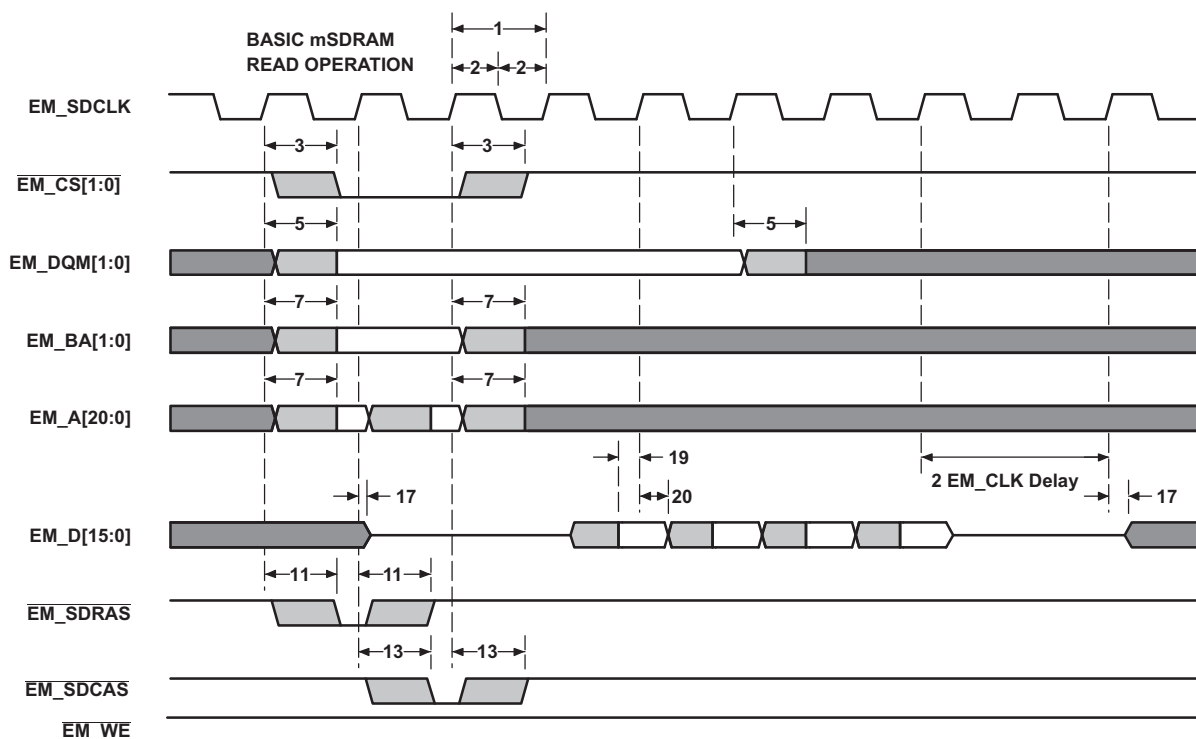 1
BASIC mSDRAM
READ OPERATION
2 2
EM_SDCLK
3 3
EM_CS[1:0]
5 5
EM_DQM[1:0]
7 7
EM_BA[1:0]
7 7
EM_A[20:0]
19
2 EM_CLK Delay
17 20 17
EM_D[15:0]
11 11
EM_SDRAS
13 13
EM_SDCAS
EM_WE